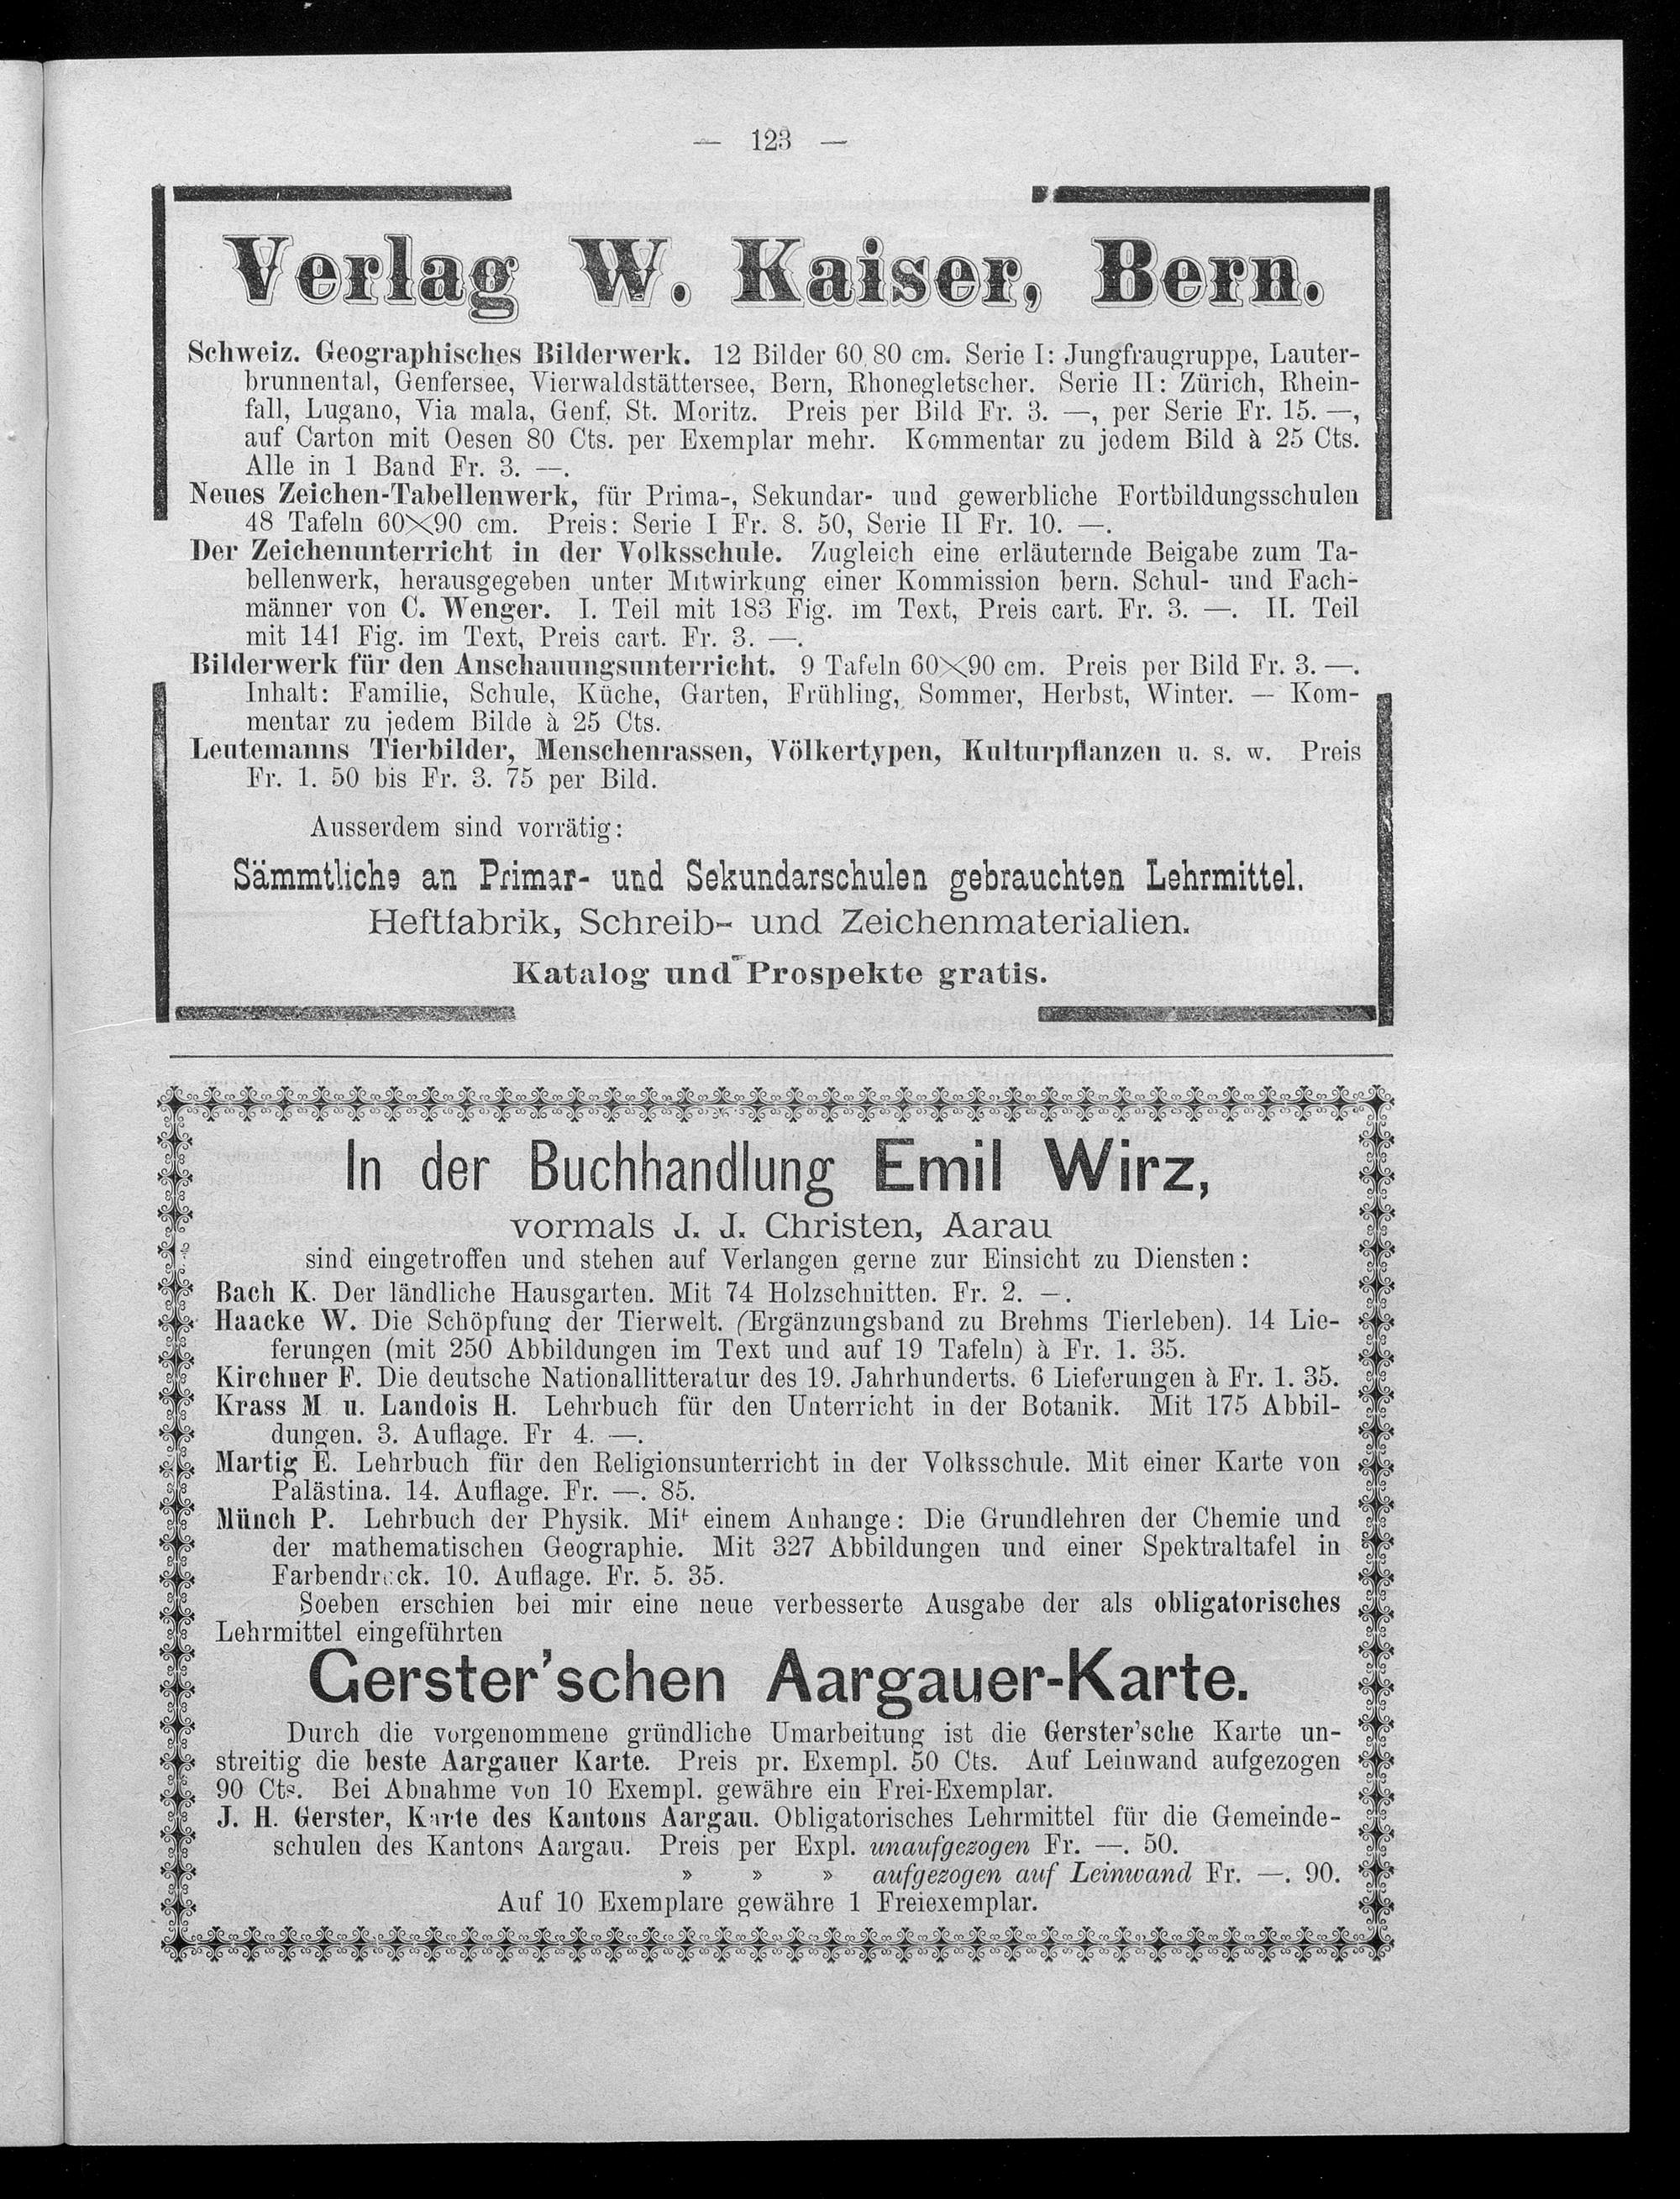 — 123 —
Verlag W. Kaiser, Bern.
Schweiz. Geographisches Bilderwerk. 12 Bilder 60 80 cm. Serie I: Jungfraugruppe, Lauter-
brunnental, Genfersee, Vierwaldstättersee, Bern, Rhonegletscher. Serie II: Zürich, Rhein-
fall, Lugano, Via mala, Genf, St. Moritz. Preis per Bild Fr. 3. —, per Serie Fr. 15. —,
auf Carton mit Oesen 80 Cts. per Exemplar mehr. Kommentar zu jedem Bild à 25 Cts.
Alle in 1 Band Fr. 3. —.
Neues Zeichen-Tabellenwerk, für Prima-, Sekundar- und gewerbliche Fortbildungsschulen
48 Tafeln 60×90 cm. Preis: Serie I Fr. 8. 50, Serie II Fr. 10. —.
Der Zeichenunterricht in der Volksschule. Zugleich eine erläuternde Beigabe zum Ta-
bellenwerk, herausgegeben unter Mitwirkung einer Kommission bern. Schul- und Fach-
männer von C. Wenger. I. Teil mit 183 Fig. im Text, Preis cart. Fr. 3. —. II. Teil
mit 141 Fig. im Text, Preis cart. Fr. 3. —.
Bilderwerk für den Anschauungsunterricht. 9 Tafeln 60×90 cm. Preis per Bild Fr. 3. —.
Inhalt: Familie, Schule, Küche, Garten, Frühling, Sommer, Herbst, Winter. — Kom-
mentar zu jedem Bilde à 25 Cts.
Leutemanns Tierbilder, Menschenrassen, Völkertypen, Kulturpflanzen u. s. w. Preis
Fr. 1. 50 bis Fr. 3. 75 per Bild.
Ausserdem sind vorrätig:
Sämmtliche an Primar- und Sekundarschulen gebrauchten Lehrmittel.
Heftfabrik, Schreib- und Zeichenmaterialien.
Katalog und Prospekte gratis.
In der Buchhandlung Emil Wirz,
vormals J. J. Christen, Aarau
sind eingetroffen und stehen auf Verlangen gerne zur Einsicht zu Diensten:
Bach K. Der ländliche Hausgarten. Mit 74 Holzschnitten. Fr. 2. —.
Haacke W. Die Schöpfung der Tierwelt. (Ergänzungsband zu Brehms Tierleben). 14 Lie-
ferungen (mit 250 Abbildungen im Text und auf 19 Tafeln) à Fr. 1. 35.
Kirchner F. Die deutsche Nationallitteratur des 19. Jahrhunderts. 6 Lieferungen à Fr. 1. 35.
Krass M u. Landois H. Lehrbuch für den Unterricht in der Botanik. Mit 175 Abbil-
dungen. 3. Auflage. Fr 4. —.
Martig E. Lehrbuch für den Religionsunterricht in der Volksschule. Mit einer Karte von
Palästina. 14. Auflage. Fr. —. 85.
Münch P. Lehrbuch der Physik. Mit einem Anhange: Die Grundlehren der Chemie und
der mathematischen Geographie. Mit 327 Abbildungen und einer Spektraltafel in
Farbendruck. 10. Auflage. Fr. 5. 35.
Soeben erschien bei mir eine neue verbesserte Ausgabe der als obligatorisches
Lehrmittel eingeführten
Gerster'schen Aargauer-Karte.
Durch die vorgenommene gründliche Umarbeitung ist die Gerster'sche Karte un-
streitig die beste Aargauer Karte. Preis pr. Exempl. 50 Cts. Auf Leinwand aufgezogen
90 Cts. Bei Abnahme von 10 Exempl. gewähre ein Frei-Exemplar.
J. H. Gerster, Karte des Kantons Aargau. Obligatorisches Lehrmittel für die Gemeinde-
schulen des Kantons Aargau. Preis per Expl. unaufgezogen Fr. —. 50.
» » » aufgezogen auf Leinwand Fr. —. 90.
Auf 10 Exemplare gewähre 1 Freiexemplar.